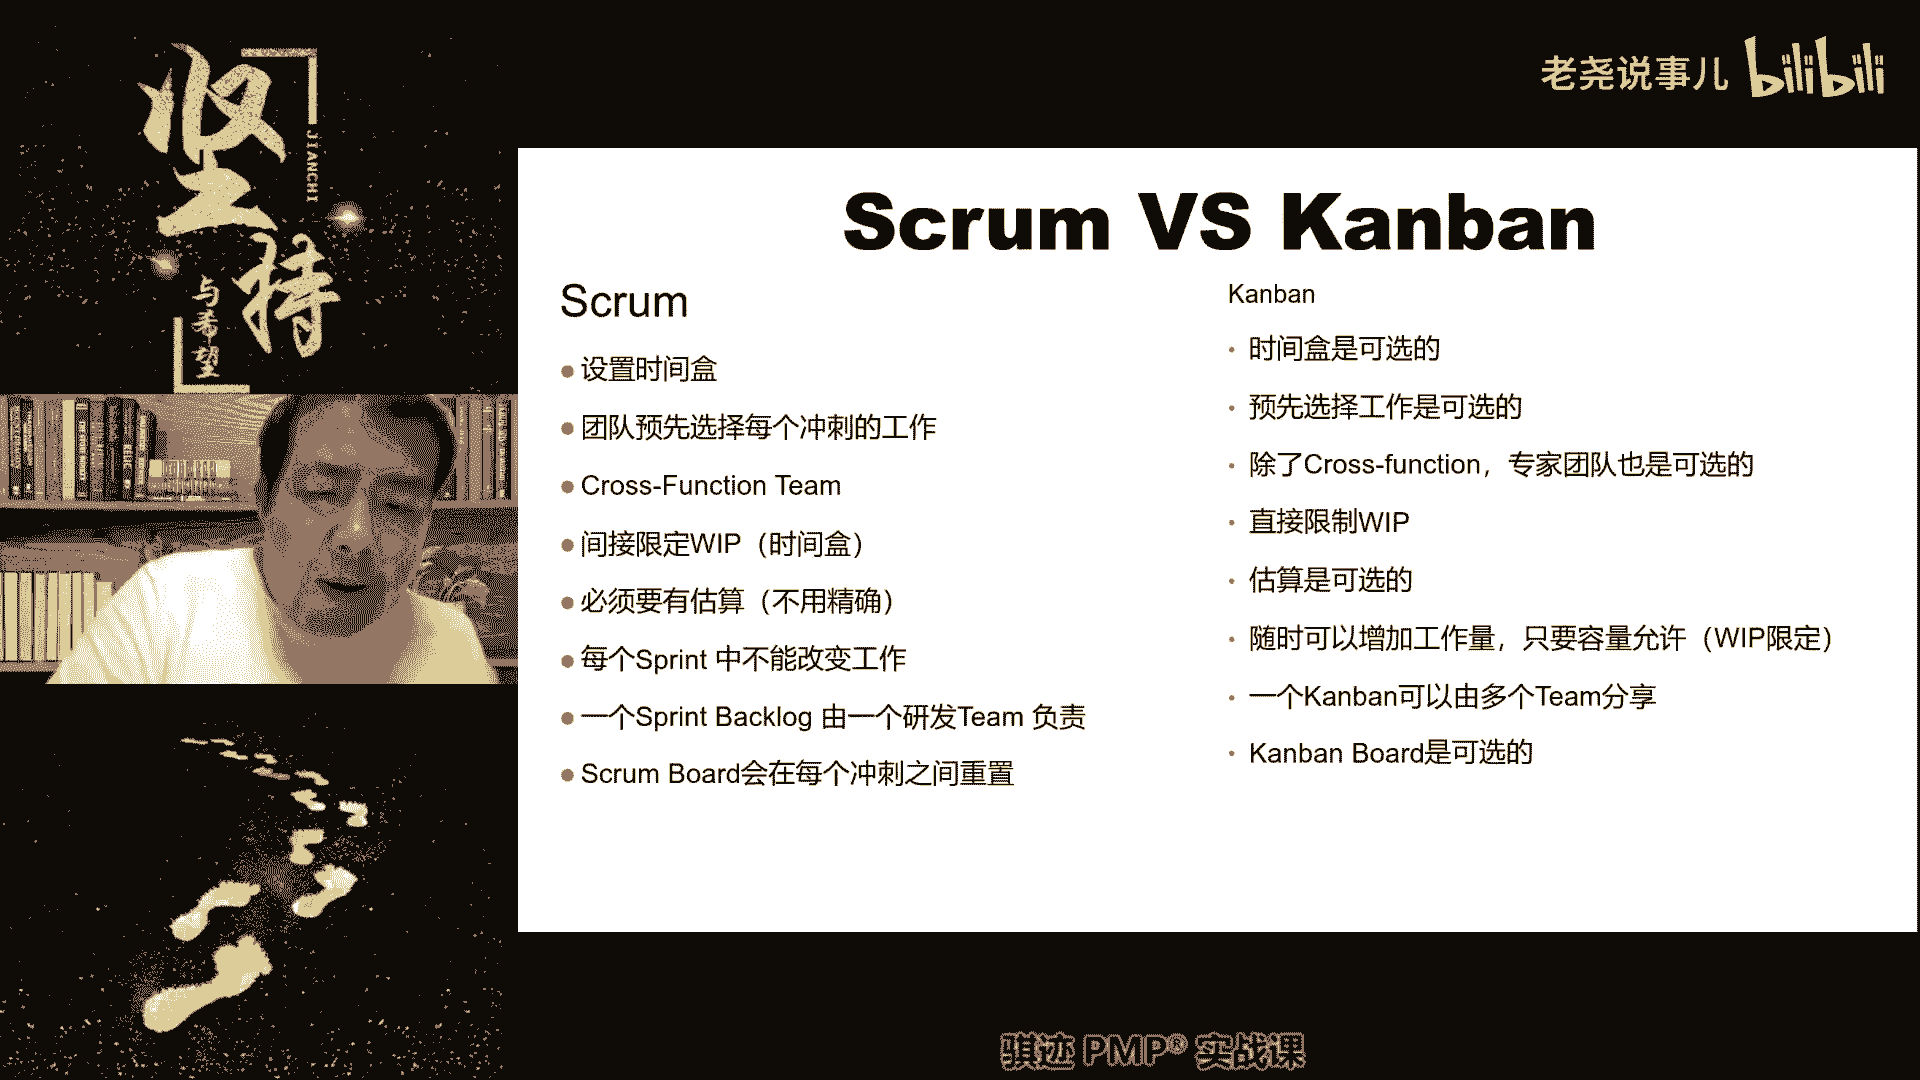 坚持
JIANCHI
与希望
老尧说事儿 bilibili
Scrum VS Kanban
Scrum
设置时间盒
团队预先选择每个冲刺的工作
Cross-Function Team
间接限定WIP（时间盒）
必须要有估算（不用精确）
每个Sprint 中不能改变工作
一个Sprint Backlog 由一个研发Team 负责
Scrum Board会在每个冲刺之间重置
Kanban
时间盒是可选的
预先选择工作是可选的
除了Cross-function，专家团队也是可选的
直接限制WIP
估算是可选的
随时可以增加工作量，只要容量允许（WIP限定）
一个Kanban可以由多个Team分享
Kanban Board是可选的
骐迹 PMP® 实战课